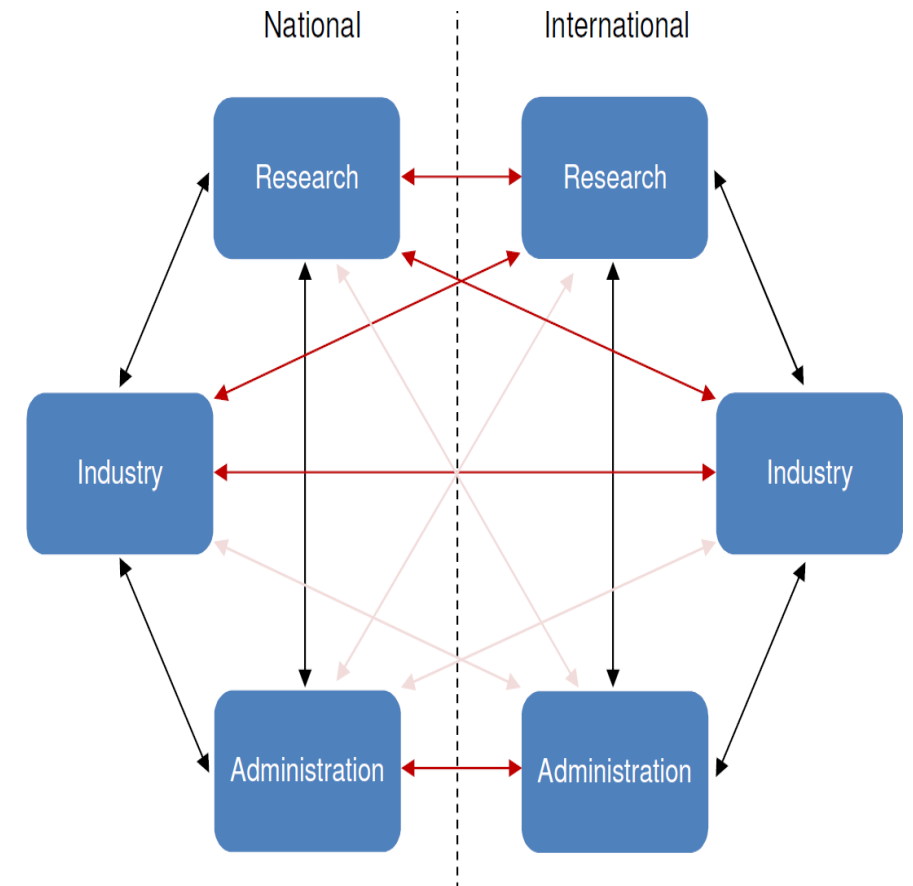 National
International
Research
Research
Industry
Industry
Administration
Administration